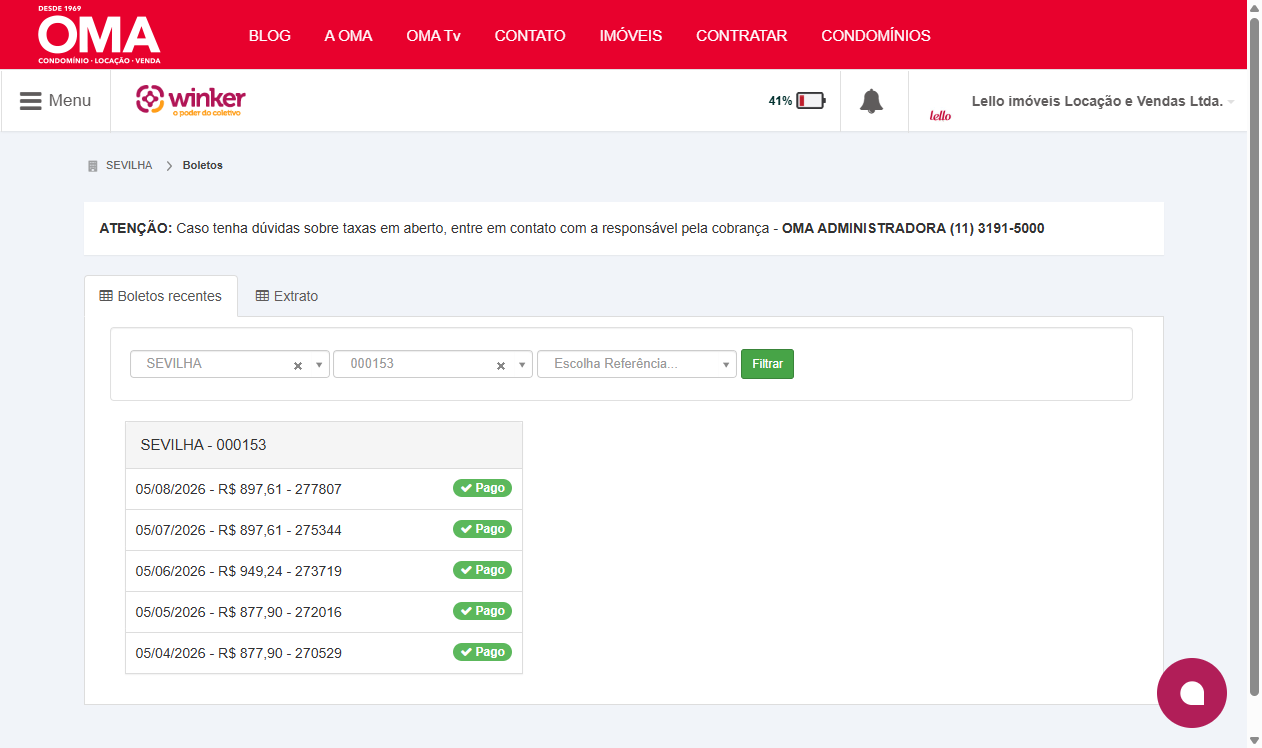 DESDE 1969
OMA
CONDOMÍNIO · LOCAÇÃO · VENDA
BLOG A OMA OMA Tv CONTATO IMÓVEIS CONTRATAR CONDOMÍNIOS
Menu
winker
o poder do coletivo
41%
lello
Lello imóveis Locação e Vendas Ltda.
SEVILHA > Boletos
ATENÇÃO: Caso tenha dúvidas sobre taxas em aberto, entre em contato com a responsável pela cobrança - OMA ADMINISTRADORA (11) 3191-5000
Boletos recentes Extrato
SEVILHA × 000153 × Escolha Referência... Filtrar
SEVILHA - 000153
05/08/2026 - R$ 897,61 - 277807 Pago
05/07/2026 - R$ 897,61 - 275344 Pago
05/06/2026 - R$ 949,24 - 273719 Pago
05/05/2026 - R$ 877,90 - 272016 Pago
05/04/2026 - R$ 877,90 - 270529 Pago